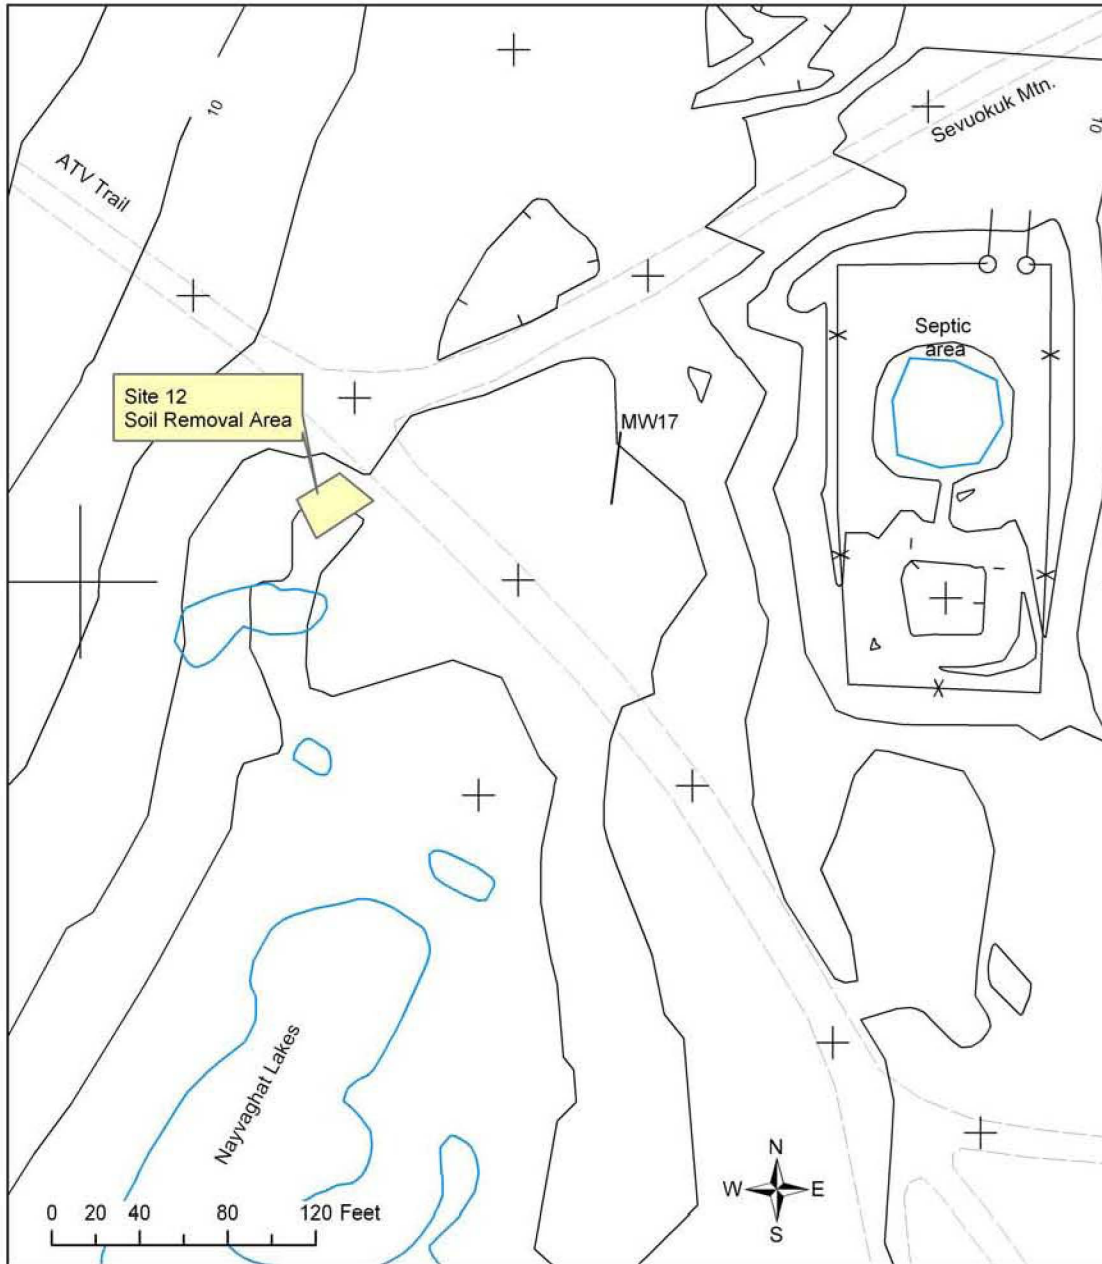 10
Sevuokuk Mtn.
10
ATV Trail
Septic
area
Site 12
Soil Removal Area
MW17
Nayvaghat Lakes
N
W E
S
0 20 40 80 120 Feet